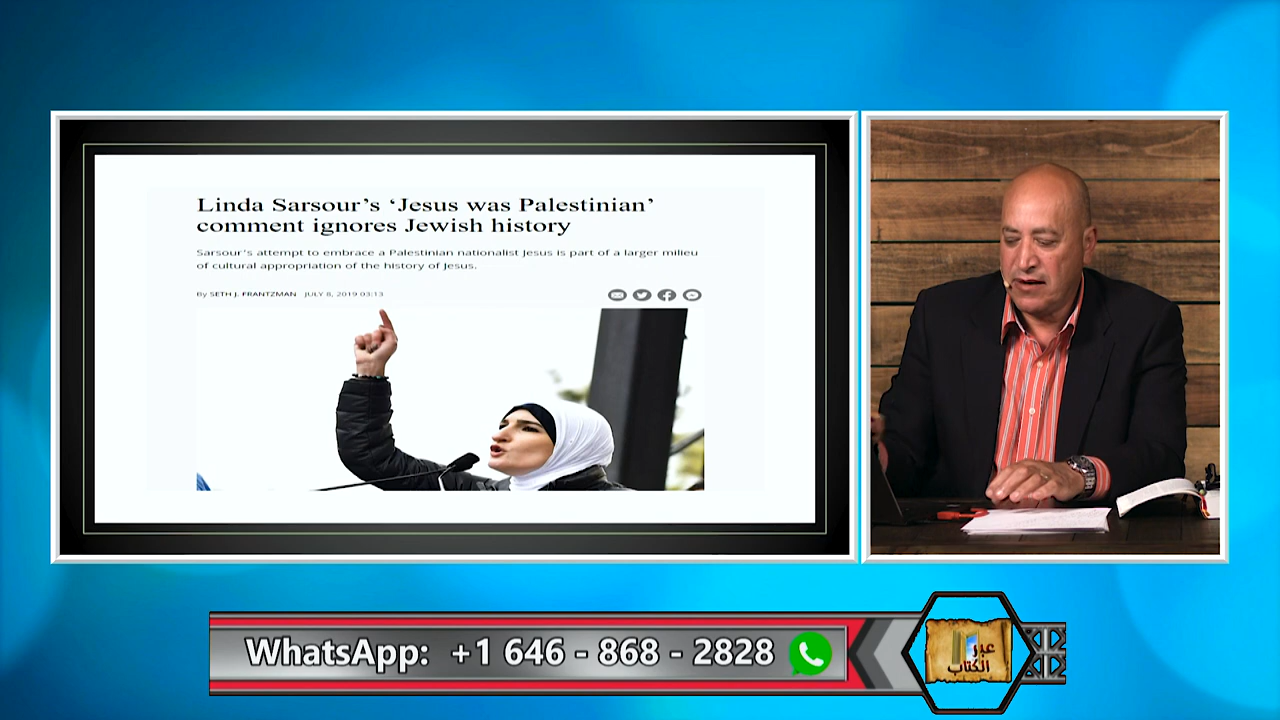 Linda Sarsour's ‘Jesus was Palestinian’
comment ignores Jewish history
Sarsour's attempt to embrace a Palestinian nationalist Jesus is part of a larger milieu
of cultural appropriation of the history of Jesus.
By SETH J. FRANTZMAN JULY 8, 2019 03:13
WhatsApp: +1 646 - 868 - 2828
عبر
الكتاب